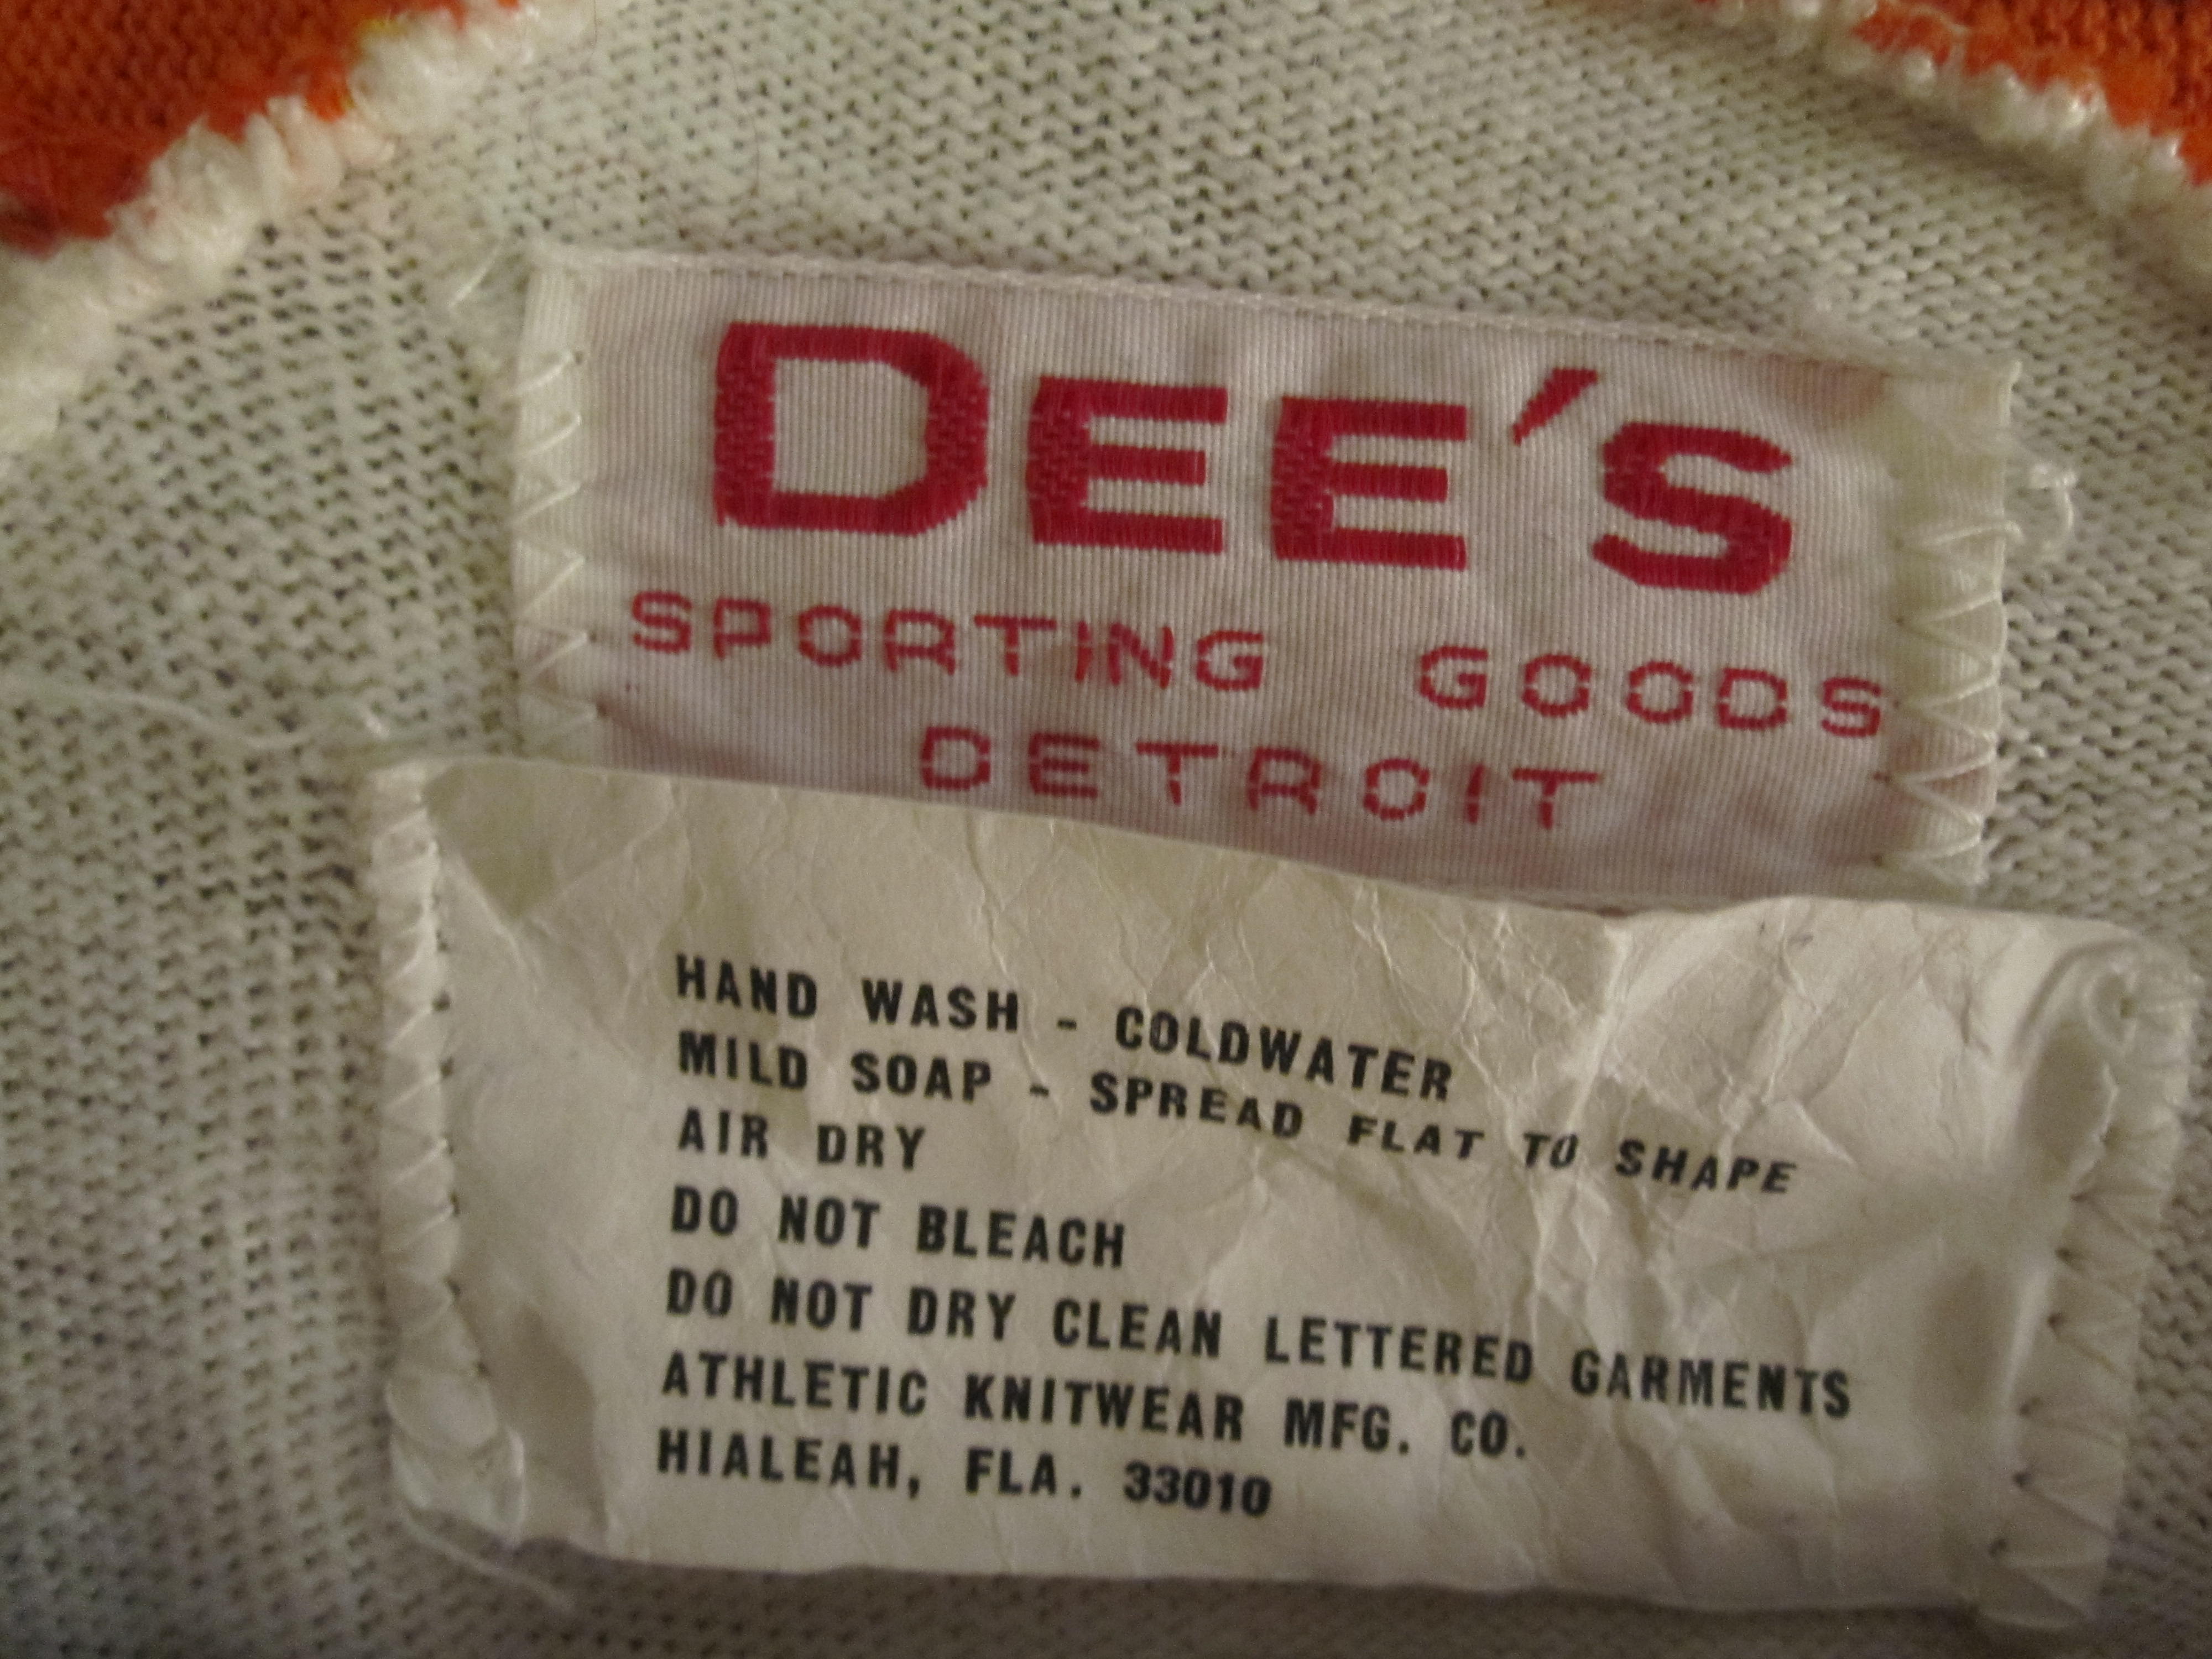 DEE'S
SPORTING GOODS
DETROIT
HAND WASH - COLDWATER
MILD SOAP - SPREAD FLAT TO SHAPE
AIR DRY
DO NOT BLEACH
DO NOT DRY CLEAN LETTERED GARMENTS
ATHLETIC KNITWEAR MFG. CO.
HIALEAH, FLA. 33010